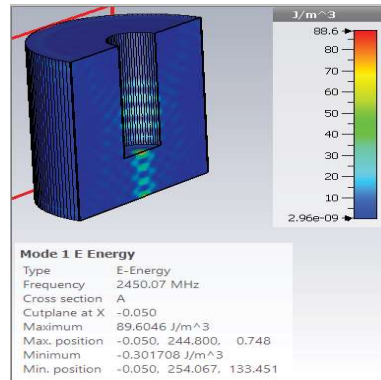 J/m^3
88.6
80
70
60
50
40
30
20
10
2.96e-09
Mode 1 E Energy
Type E-Energy
Frequency 2450.07 MHz
Cross section A
Cutplane at X -0.050
Maximum 89.6046 J/m^3
Max. position -0.050, 244.800, 0.748
Minimum -0.301708 J/m^3
Min. position -0.050, 254.067, 133.451